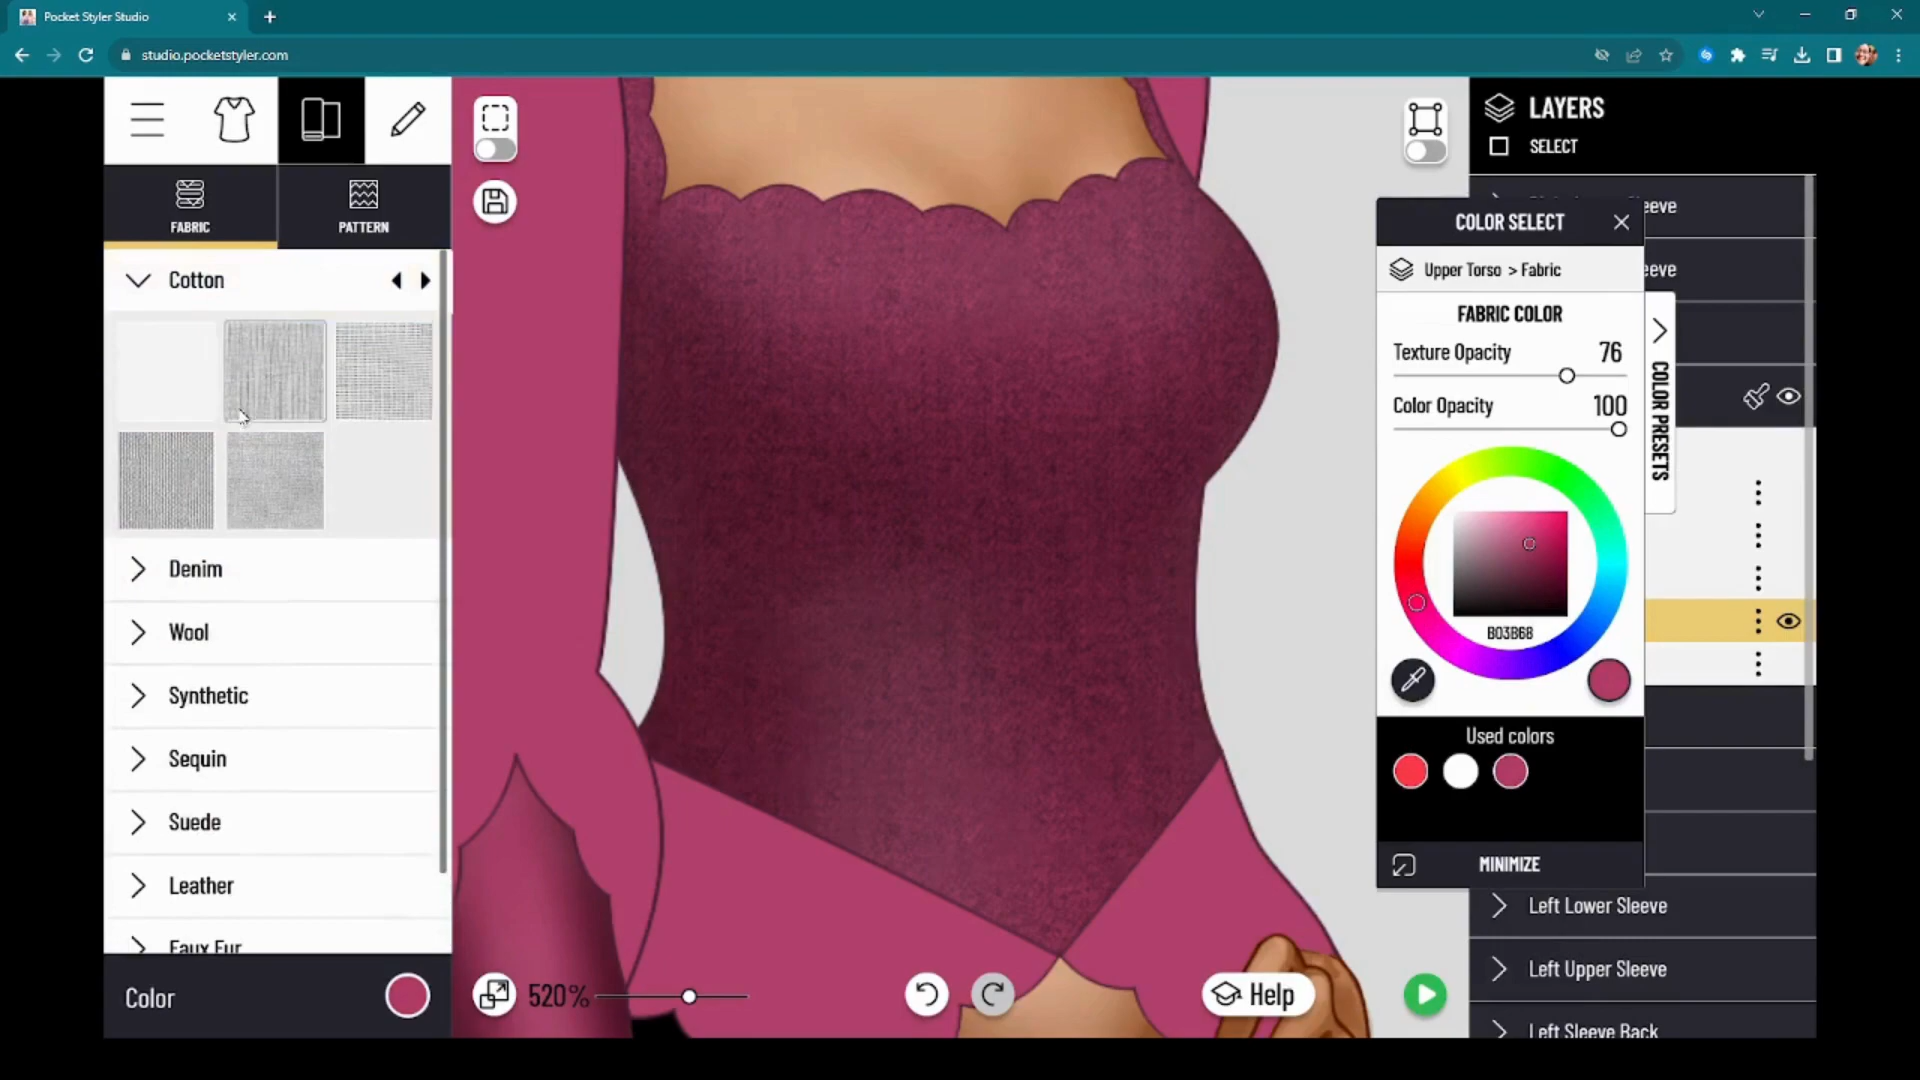 Pocket Styler Studio
studio.pocketstyler.com
FABRIC
PATTERN
Cotton
Denim
Wool
Synthetic
Sequin
Suede
Leather
Faux Fur
Color
520%
Help
LAYERS
SELECT
eeve
eeve
COLOR SELECT
Upper Torso > Fabric
FABRIC COLOR
Texture Opacity 76
Color Opacity 100
B03B68
COLOR PRESETS
Used colors
MINIMIZE
Left Lower Sleeve
Left Upper Sleeve
Left Sleeve Back